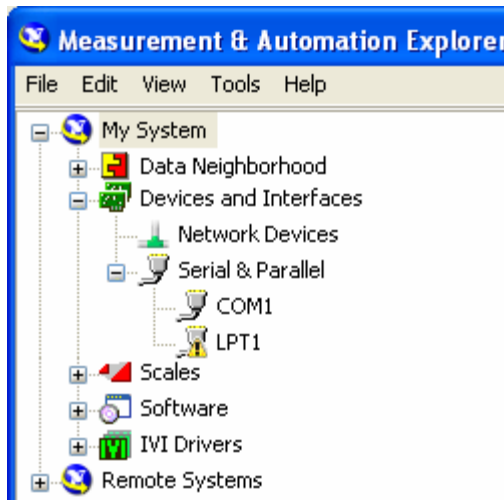 Measurement & Automation Explorer
File Edit View Tools Help
My System
Data Neighborhood
Devices and Interfaces
Network Devices
Serial & Parallel
COM1
LPT1
Scales
Software
IVI Drivers
Remote Systems